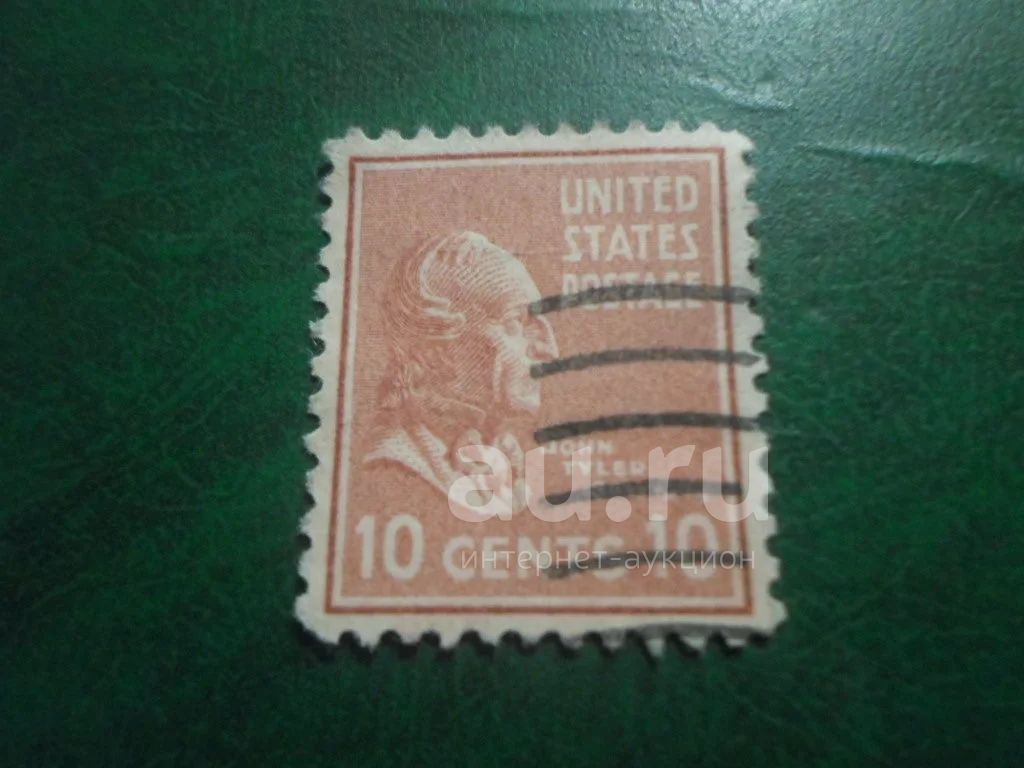 UNITED
STATES
POSTAGE
JOHN
TYLER
au.ru
10 CENTS 10
интернет-аукцион